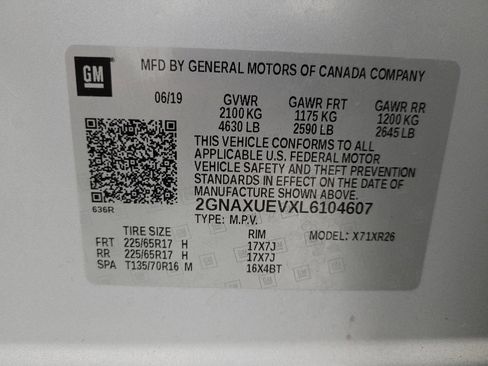 GM
MFD BY GENERAL MOTORS OF CANADA COMPANY
06/19 GVWR GAWR FRT GAWR RR
2100 KG 1175 KG 1200 KG
4630 LB 2590 LB 2645 LB
THIS VEHICLE CONFORMS TO ALL
APPLICABLE U.S. FEDERAL MOTOR
VEHICLE SAFETY AND THEFT PREVENTION
STANDARDS IN EFFECT ON THE DATE OF
MANUFACTURE SHOWN ABOVE.
636R 2GNAXUEVXL6104607
TYPE: M.P.V.
TIRE SIZE RIM MODEL: X71XR26
FRT 225/65R17 H 17X7J
RR 225/65R17 H 17X7J
SPA T135/70R16 M 16X4BT